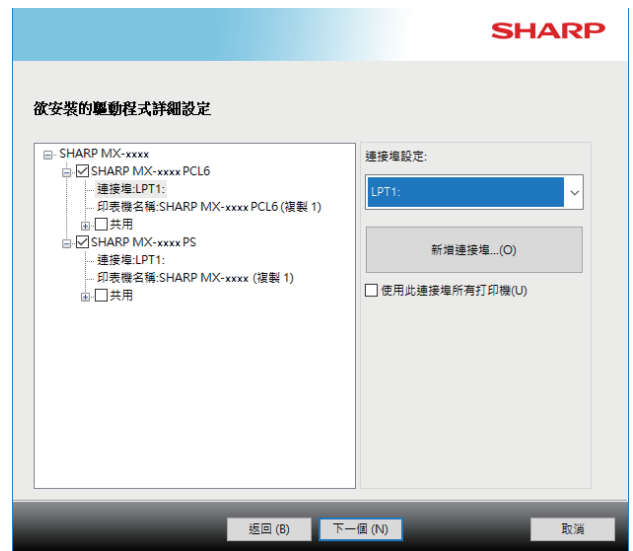 SHARP
欲安裝的驅動程式詳細設定
SHARP MX-xxxx
SHARP MX-xxxx PCL6
連接埠:LPT1:
印表機名稱:SHARP MX-xxxx PCL6 (複製 1)
共用
SHARP MX-xxxx PS
連接埠:LPT1:
印表機名稱:SHARP MX-xxxx (複製 1)
共用
連接埠設定:
LPT1:
新增連接埠...(O)
使用此連接埠所有打印機(U)
返回 (B)
下一個 (N)
取消